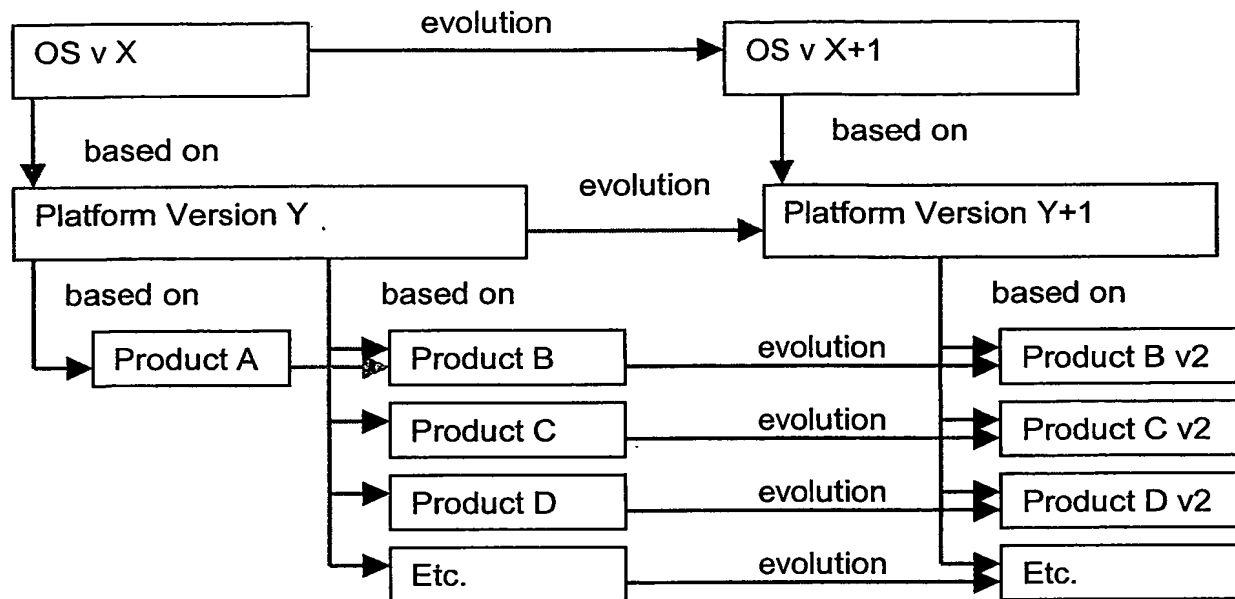 evolution
OS v X
OS v X+1
based on
based on
evolution
Platform Version Y
Platform Version Y+1
based on
based on
based on
Product A
Product B
evolution
Product B v2
Product C
evolution
Product C v2
Product D
evolution
Product D v2
Etc.
evolution
Etc.